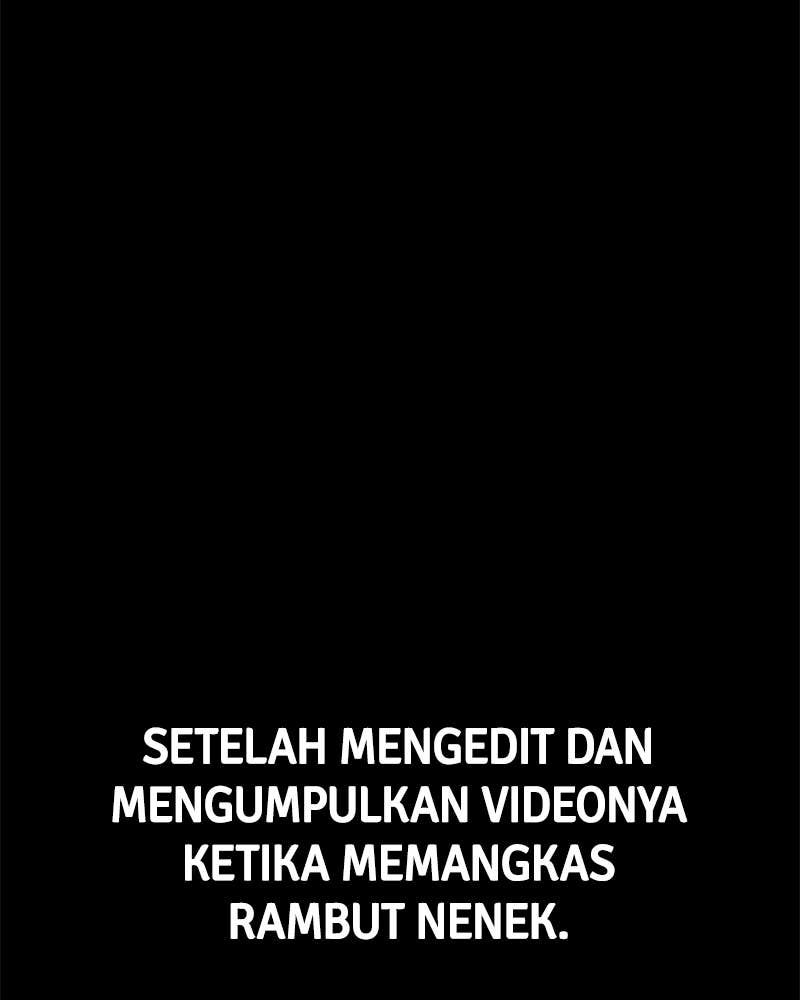 SETELAH MENGEDIT DAN
MENGUMPULKAN VIDEONYA
KETIKA MEMANGKAS
RAMBUT NENEK.